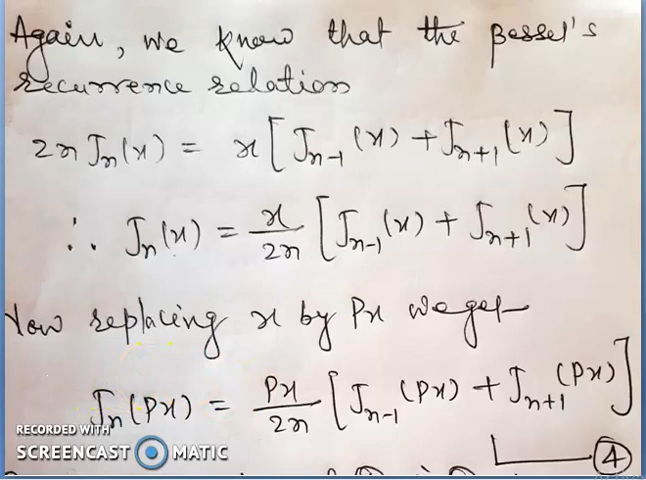 Again, we know that the Bessel's
recurrence relation
2n Jn(x) = x[Jn-1(x) + Jn+1(x)]
∴ Jn(x) = x/2n [Jn-1(x) + Jn+1(x)]
Now replacing x by Px we get
Jn(Px) = Px/2n [Jn-1(Px) + Jn+1(Px)]
4
RECORDED WITH
SCREENCAST MATIC